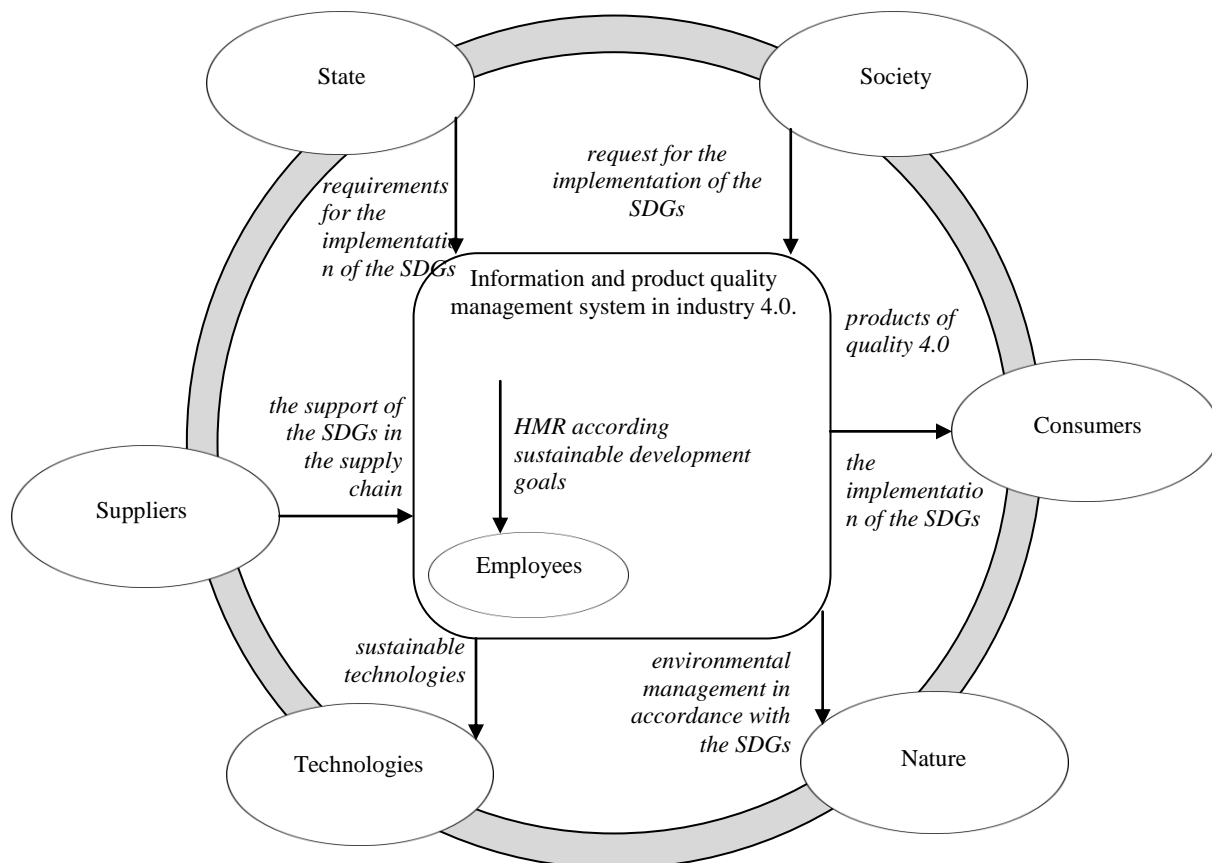 State
Society
request for the
implementation of the
SDGs
requirements
for the
implementatio
n of the SDGs
Information and product quality
management system in industry 4.0.
products of
quality 4.0
the support of
the SDGs in
the supply
chain
HMR according
sustainable development
goals
Consumers
the
implementatio
n of the SDGs
Suppliers
Employees
sustainable
technologies
environmental
management in
accordance with
the SDGs
Technologies
Nature